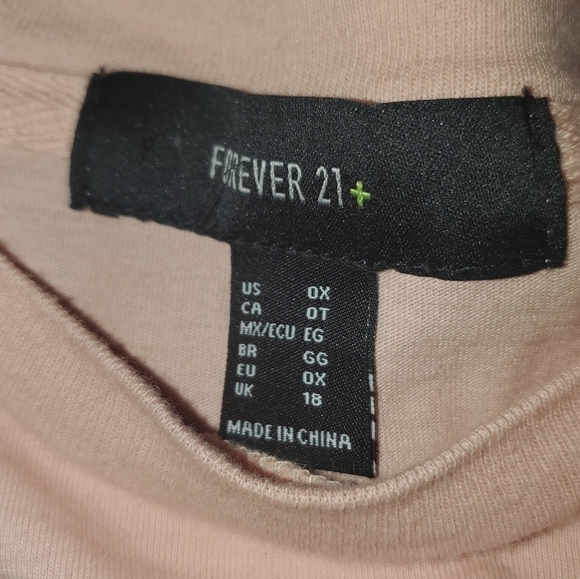 FOREVER 21+
US 0X
CA 0T
MX/ECU EG
BR GG
EU 0X
UK 18
MADE IN CHINA